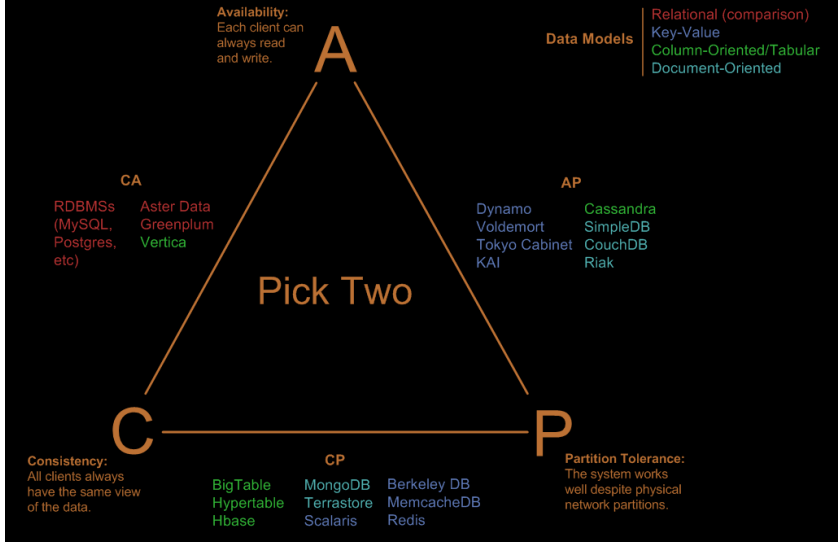 Availability:
Each client can
always read
and write.
A
Data Models
Relational (comparison)
Key-Value
Column-Oriented/Tabular
Document-Oriented
CA
RDBMSs
(MySQL,
Postgres,
etc)
Aster Data
Greenplum
Vertica
AP
Dynamo
Voldemort
Tokyo Cabinet
KAI
Cassandra
SimpleDB
CouchDB
Riak
Pick Two
C
P
Consistency:
All clients always
have the same view
of the data.
CP
BigTable
Hypertable
Hbase
MongoDB
Terrastore
Scalaris
Berkeley DB
MemcacheDB
Redis
Partition Tolerance:
The system works
well despite physical
network partitions.